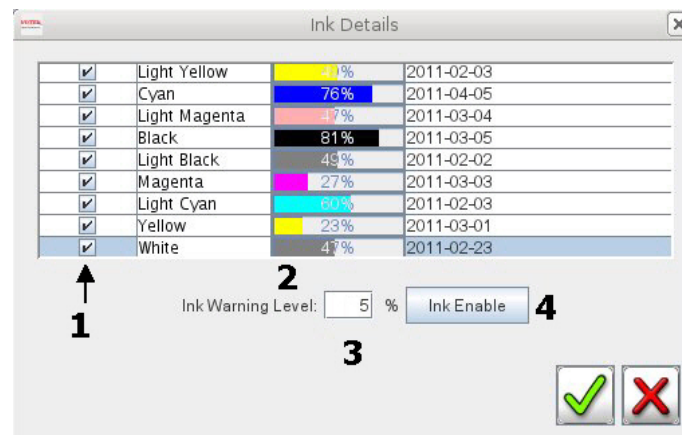 Ink Details
Light Yellow 49% 2011-02-03
Cyan 76% 2011-04-05
Light Magenta 47% 2011-03-04
Black 81% 2011-03-05
Light Black 49% 2011-02-02
Magenta 27% 2011-03-03
Light Cyan 60% 2011-02-03
Yellow 23% 2011-03-01
White 47% 2011-02-23
1
2
Ink Warning Level: 5 % Ink Enable 4
3